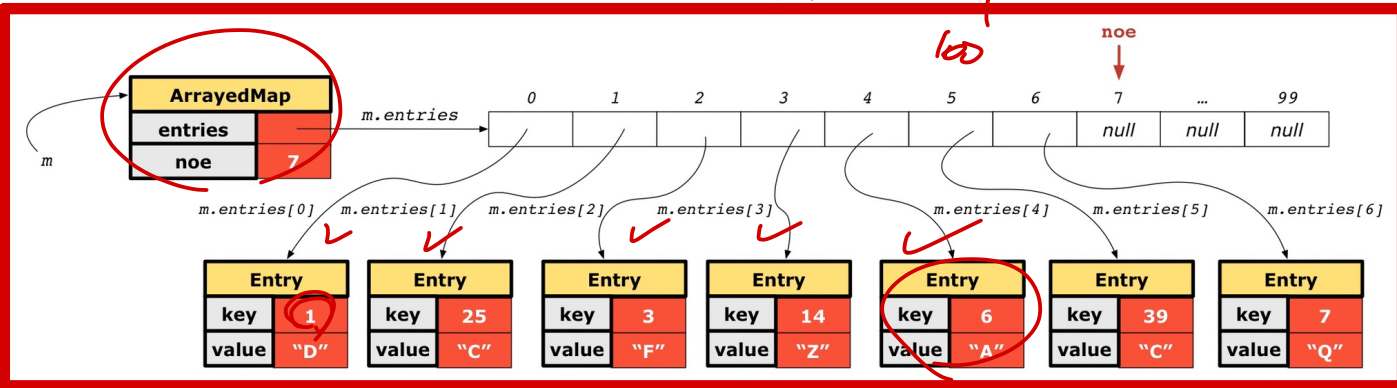 100
noe
ArrayedMap
entries
noe 7
m
m.entries
0 1 2 3 4 5 6 7 … 99
null null null
m.entries[0] m.entries[1] m.entries[2] m.entries[3] m.entries[4] m.entries[5] m.entries[6]
Entry Entry Entry Entry Entry Entry Entry
key 1 key 25 key 3 key 14 key 6 key 39 key 7
value “D” value “C” value “F” value “Z” value “A” value “C” value “Q”